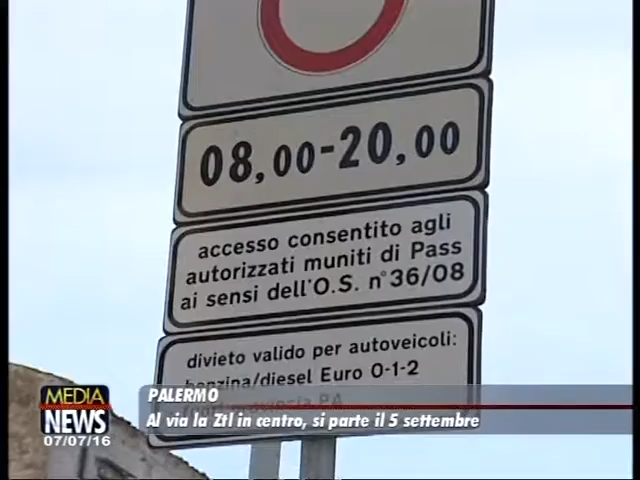 08,00-20,00
accesso consentito agli
autorizzati muniti di Pass
ai sensi dell'O.S. n°36/08
divieto valido per autoveicoli:
benzina/diesel Euro 0-1-2
PA
MEDIA
NEWS
07/07/16
PALERMO
Al via la Ztl in centro, si parte il 5 settembre